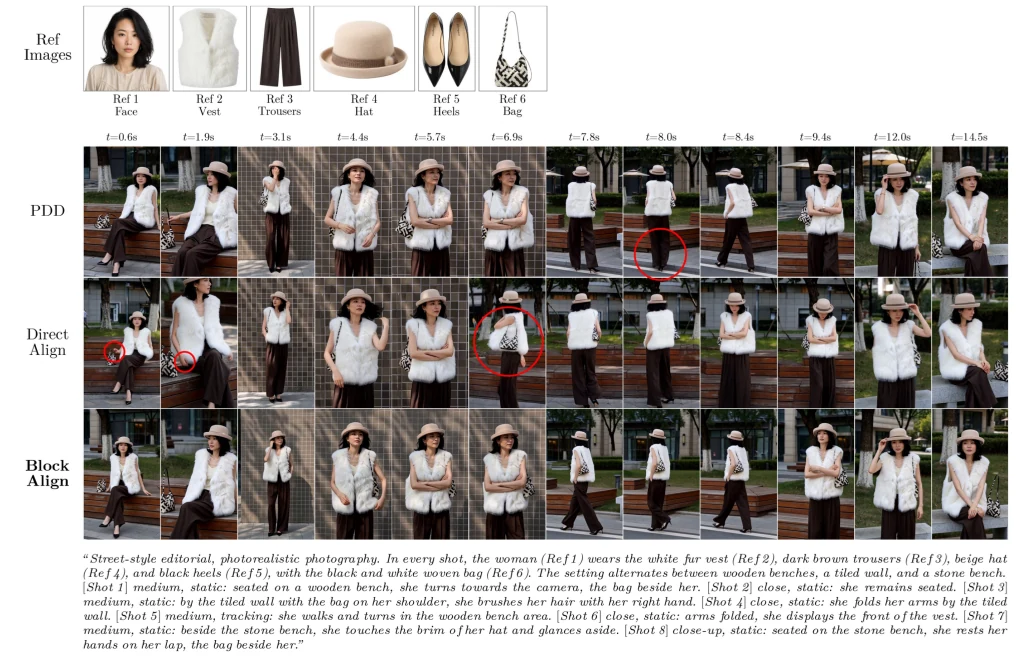 Ref
Images
Ref 1
Face
Ref 2
Vest
Ref 3
Trousers
Ref 4
Hat
Ref 5
Heels
Ref 6
Bag
t=0.6s t=1.9s t=3.1s t=4.4s t=5.7s t=6.9s t=7.8s t=8.0s t=8.4s t=9.4s t=12.0s t=14.5s
PDD
Direct
Align
Block
Align
“Street-style editorial, photorealistic photography. In every shot, the woman (Ref 1) wears the white fur vest (Ref 2), dark brown trousers (Ref 3), beige hat
(Ref 4), and black heels (Ref 5), with the black and white woven bag (Ref 6). The setting alternates between wooden benches, a tiled wall, and a stone bench.
[Shot 1] medium, static: seated on a wooden bench, she turns towards the camera, the bag beside her. [Shot 2] close, static: she remains seated. [Shot 3]
medium, static: by the tiled wall with the bag on her shoulder, she brushes her hair with her right hand. [Shot 4] close, static: she folds her arms by the tiled
wall. [Shot 5] medium, tracking: she walks and turns in the wooden bench area. [Shot 6] close, static: arms folded, she displays the front of the vest. [Shot 7]
medium, static: beside the stone bench, she touches the brim of her hat and glances aside. [Shot 8] close-up, static: seated on the stone bench, she rests her
hands on her lap, the bag beside her.”